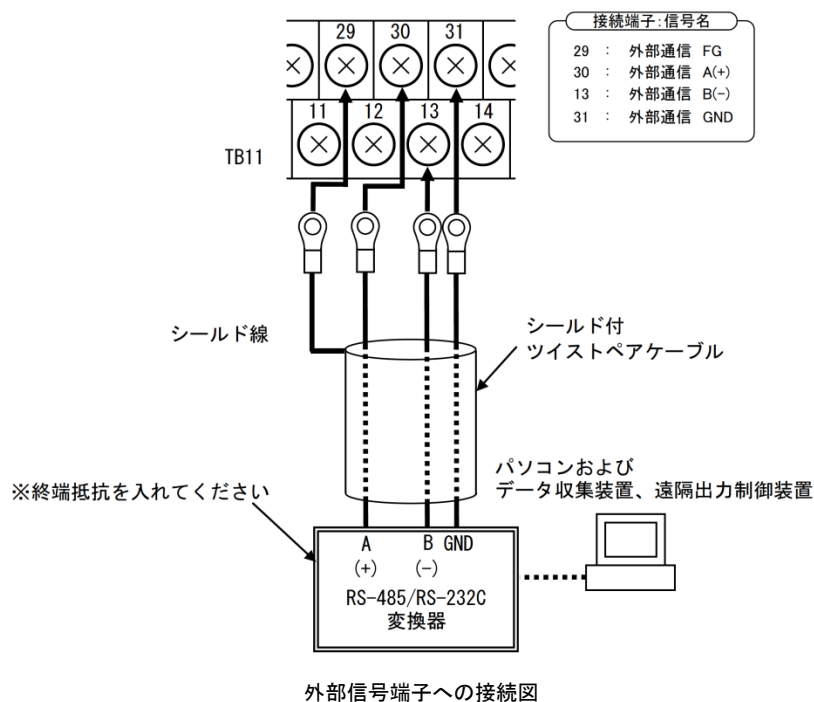 29 30 31
接続端子:信号名
29 : 外部通信 FG
30 : 外部通信 A(+)
13 : 外部通信 B(-)
31 : 外部通信 GND
11 12 13 14
TB11
シールド線
シールド付
ツイストペアケーブル
パソコンおよび
データ収集装置、遠隔出力制御装置
※終端抵抗を入れてください
A B GND
(+) (-)
RS-485/RS-232C
変換器
外部信号端子への接続図